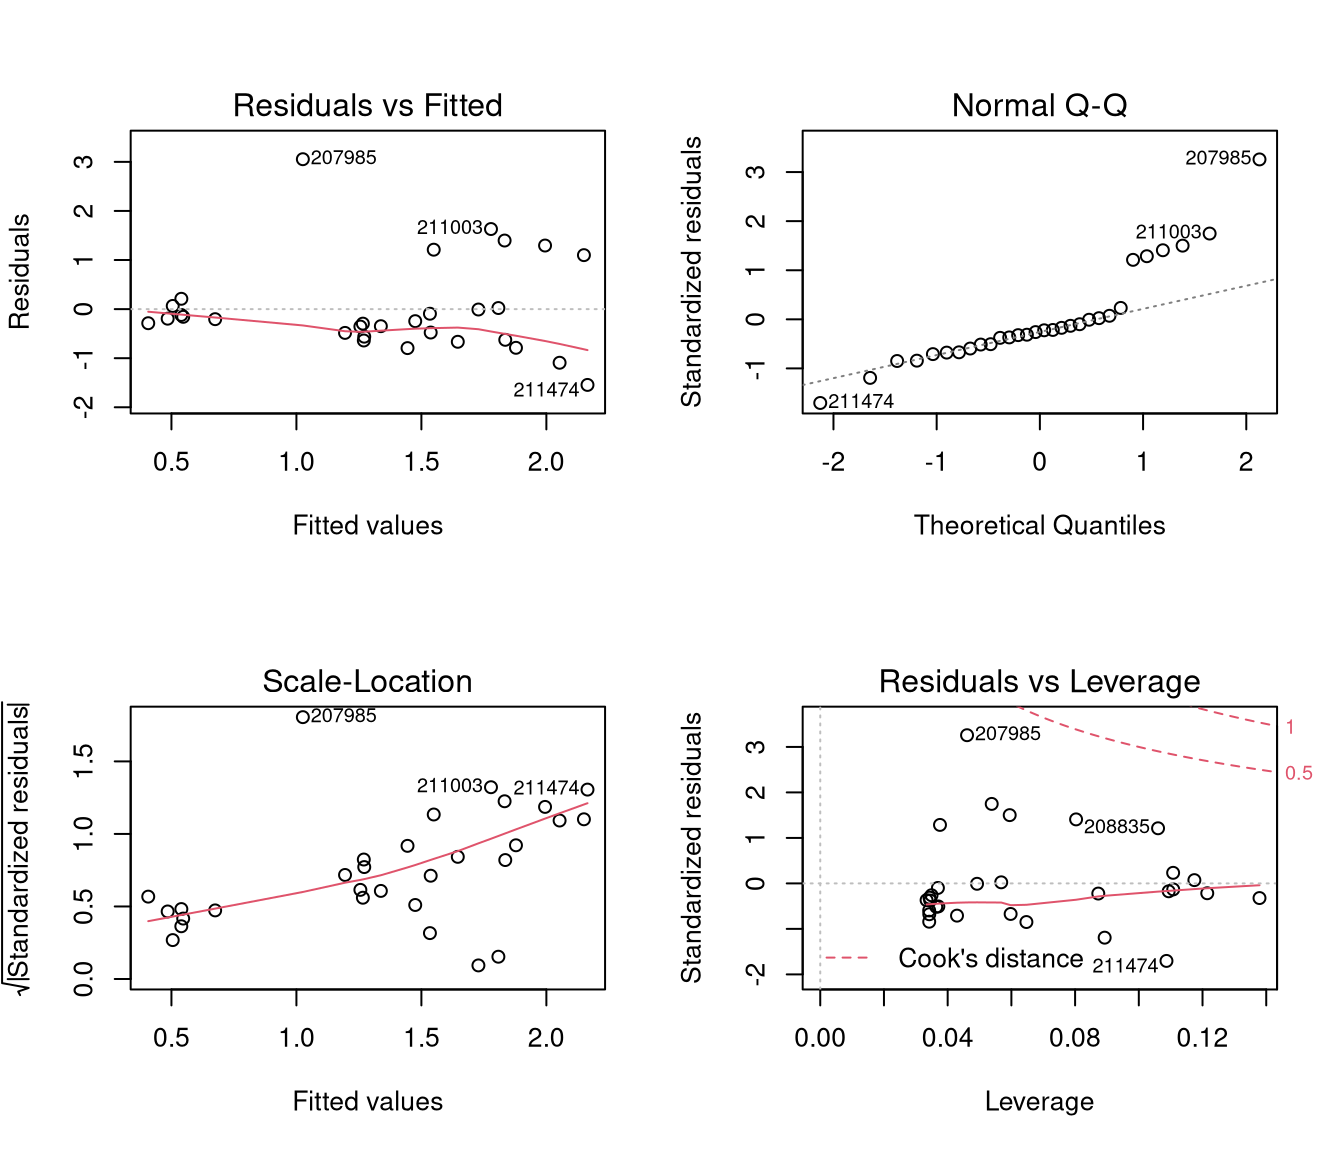 Residuals vs Fitted
Residuals
3
2
1
0
-1
-2
207985
211003
211474
0.5 1.0 1.5 2.0
Fitted values
Normal Q-Q
Standardized residuals
3
2
1
0
-1
207985
211003
211474
-2 -1 0 1 2
Theoretical Quantiles
Scale-Location
√|Standardized residuals|
1.5
1.0
0.5
0.0
207985
211003
211474
0.5 1.0 1.5 2.0
Fitted values
Residuals vs Leverage
Standardized residuals
3
2
1
0
-2
207985
208835
211474
1
0.5
Cook's distance
0.00 0.04 0.08 0.12
Leverage